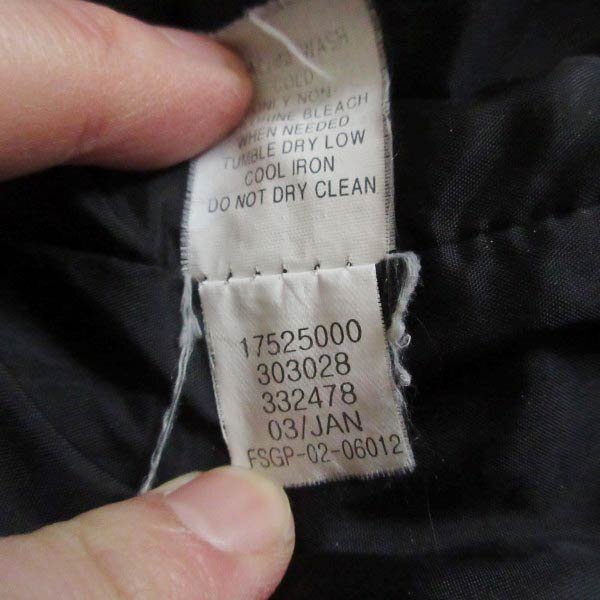 WASH
COLD
ONLY NON
BLEACH
WHEN NEEDED
TUMBLE DRY LOW
COOL IRON
DO NOT DRY CLEAN
17525000
303028
332478
03/JAN
FSGP-02-06012